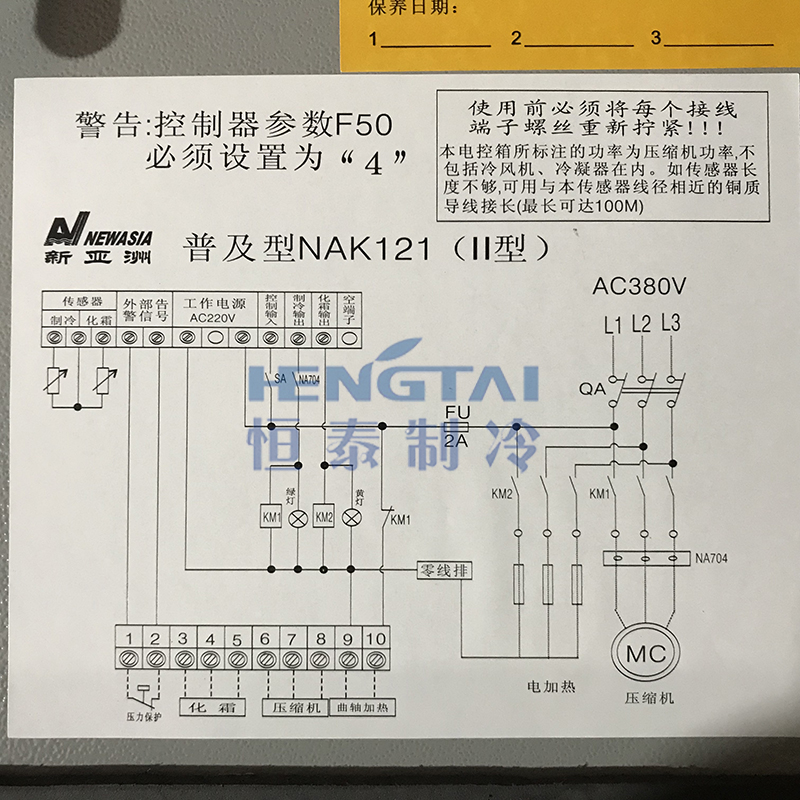 保养日期：
1 2 3
警告:控制器参数F50
必须设置为“4”
使用前必须将每个接线
端子螺丝重新拧紧!!!
本电控箱所标注的功率为压缩机功率,不
包括冷风机、冷凝器在内。如传感器长
度不够,可用与本传感器线径相近的铜质
导线接长(最长可达100M)
NEWASIA
新亚洲
普及型NAK121（II型）
AC380V
传感器
制冷 化霜
外部告
警信号
工作电源
AC220V
控制输入
制冷输出
化霜输出
空端子
L1 L2 L3
SA NA704
QA
HENGTAI
恒泰制冷
FU
2A
KM1
绿灯
KM2
黄灯
KM1
KM2
KM1
NA704
零线排
1 2 3 4 5 6 7 8 9 10
MC
压力保护
化霜
压缩机
曲轴加热
电加热
压缩机